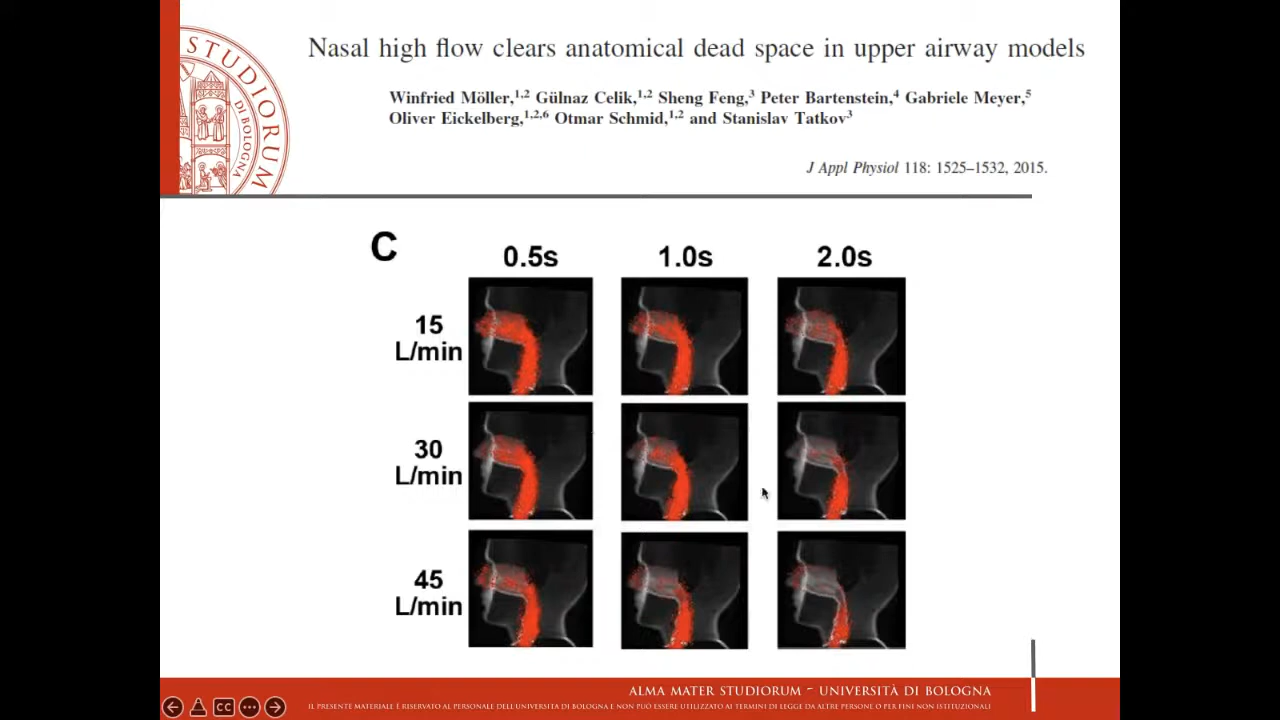 STUDIORUM
DI BOLOGNA
Nasal high flow clears anatomical dead space in upper airway models
Winfried Möller,1,2 Gülnaz Celik,1,2 Sheng Feng,3 Peter Bartenstein,4 Gabriele Meyer,5
Oliver Eickelberg,1,2,6 Otmar Schmid,1,2 and Stanislav Tatkov3
J Appl Physiol 118: 1525–1532, 2015.
C
0.5s 1.0s 2.0s
15
L/min
30
L/min
45
L/min
ALMA MATER STUDIORUM ~ UNIVERSITÀ DI BOLOGNA
IL PRESENTE MATERIALE È RISERVATO AL PERSONALE DELL'UNIVERSITÀ DI BOLOGNA E NON PUÒ ESSERE UTILIZZATO AI TERMINI DI LEGGE DA ALTRE PERSONE O PER FINI NON ISTITUZIONALI
CC